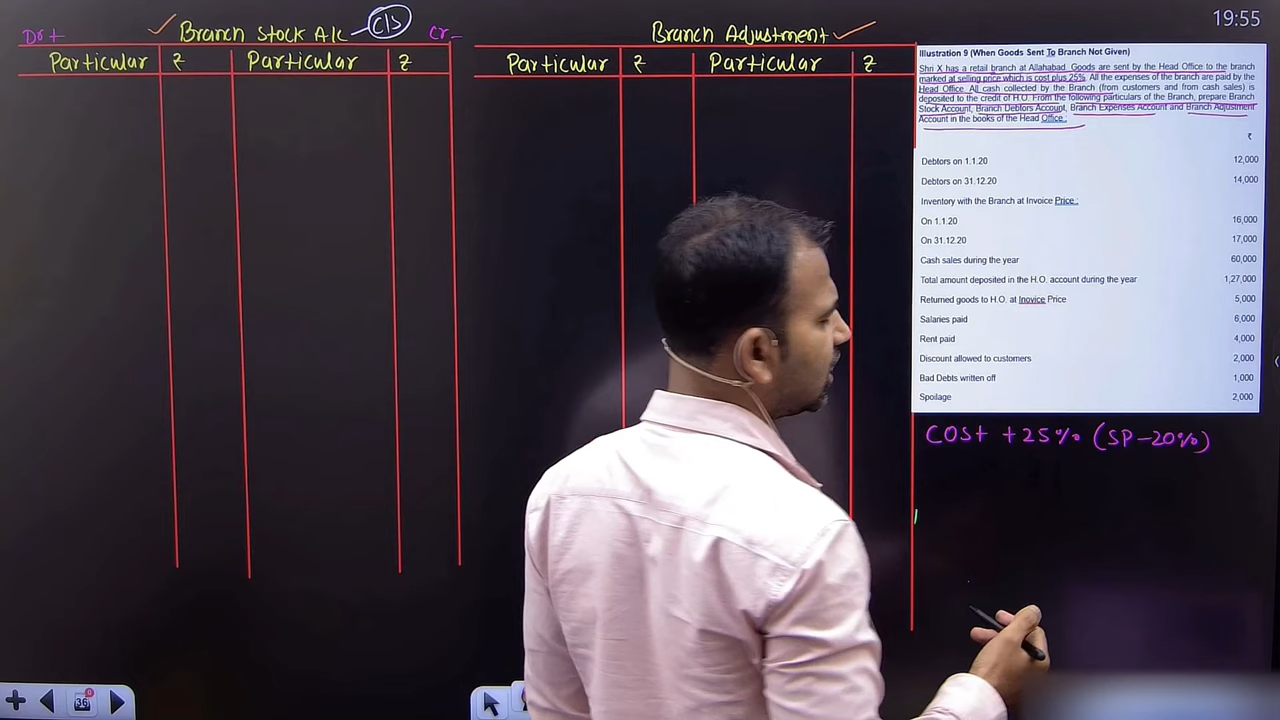 19:55
Dr+ Branch Stock A/c C/S Cr-
Particular ₹ Particular ₹
Branch Adjustment
Particular ₹ Particular ₹
Illustration 9 (When Goods Sent To Branch Not Given)
Shri X has a retail branch at Allahabad. Goods are sent by the Head Office to the branch
marked at selling price which is cost plus 25%. All the expenses of the branch are paid by the
Head Office. All cash collected by the Branch (from customers and from cash sales) is
deposited to the credit of H.O. From the following particulars of the Branch, prepare Branch
Stock Account, Branch Debtors Account, Branch Expenses Account and Branch Adjustment
Account in the books of the Head Office :
₹
Debtors on 1.1.20 12,000
Debtors on 31.12.20 14,000
Inventory with the Branch at Invoice Price :
On 1.1.20 16,000
On 31.12.20 17,000
Cash sales during the year 60,000
Total amount deposited in the H.O. account during the year 1,27,000
Returned goods to H.O. at Inovice Price 5,000
Salaries paid 6,000
Rent paid 4,000
Discount allowed to customers 2,000
Bad Debts written off 1,000
Spoilage 2,000
Cost +25% (SP-20%)
36